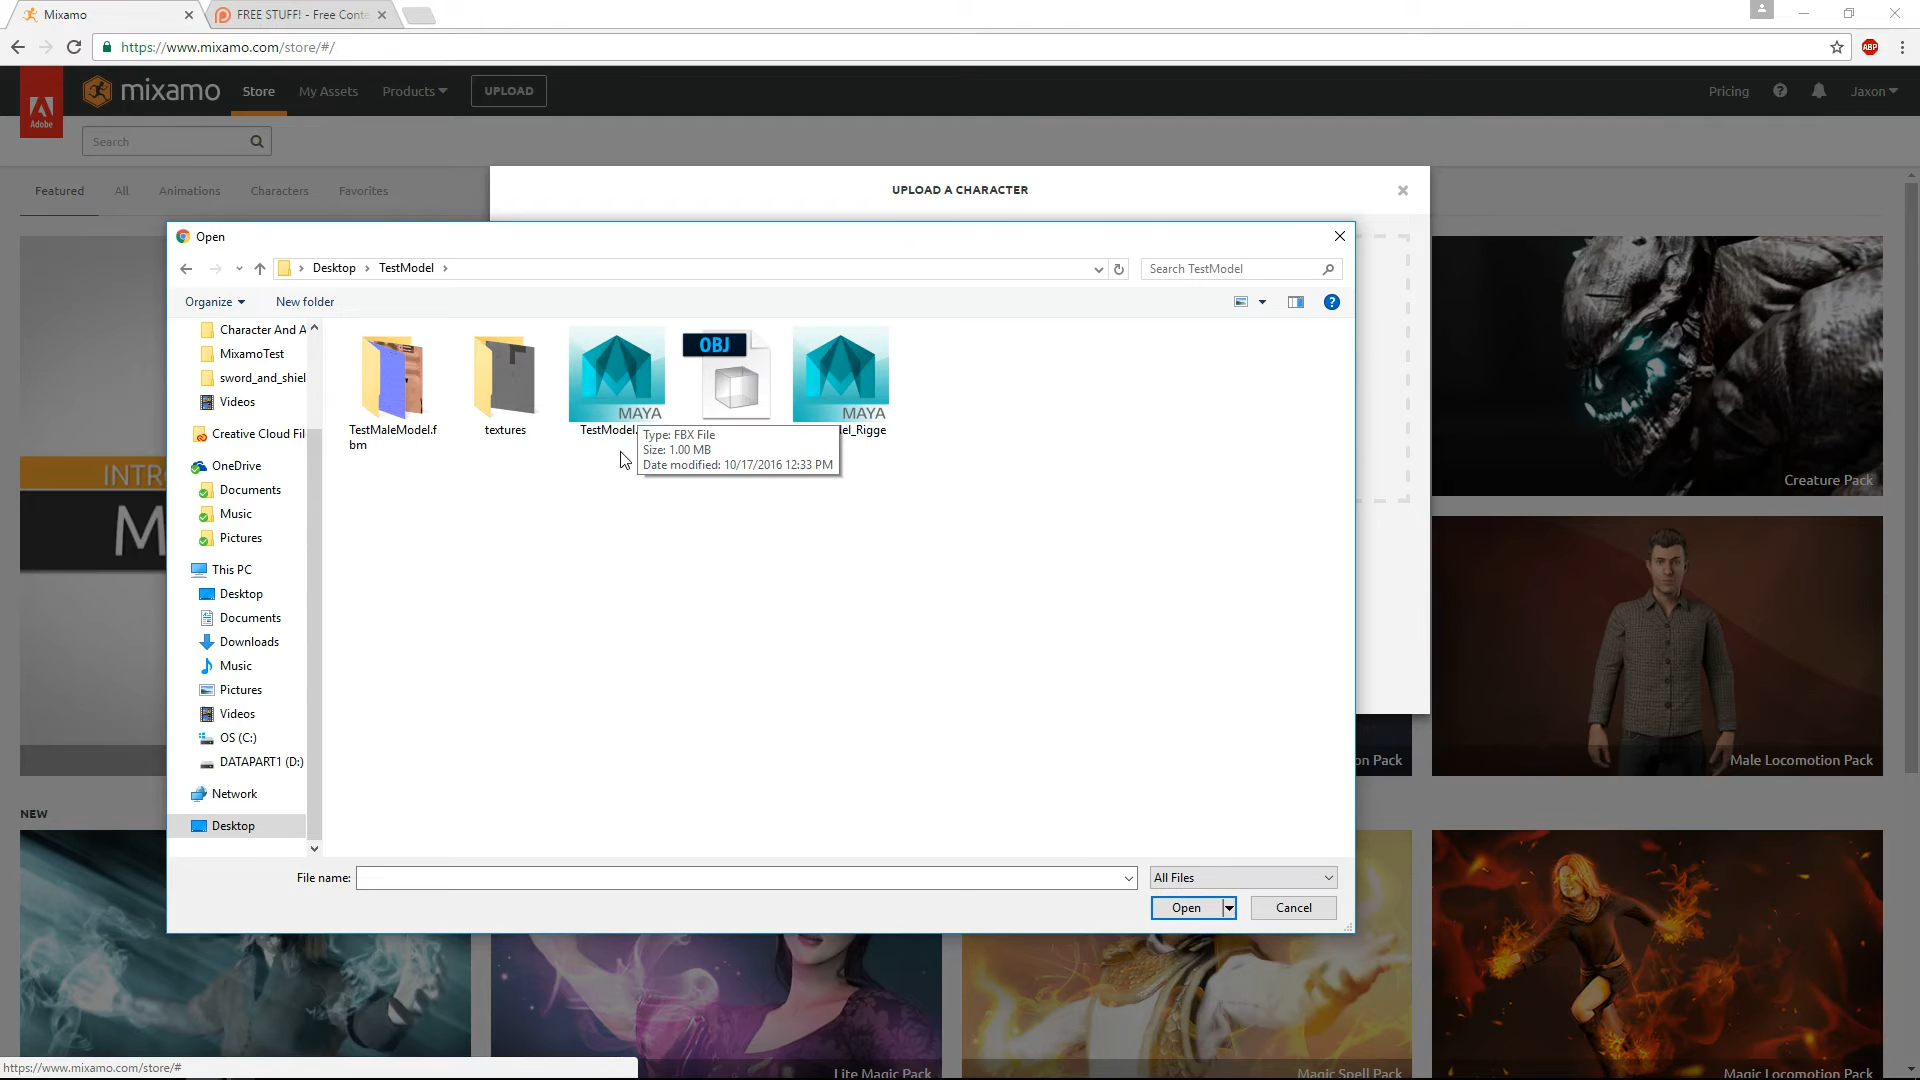 Mixamo
FREE STUFF! - Free Conte
https://www.mixamo.com/store/#/
ABP
Adobe
mixamo
Store
My Assets
Products
UPLOAD
Pricing
?
Jaxon
Search
Featured
All
Animations
Characters
Favorites
UPLOAD A CHARACTER
Open
Desktop
TestModel
Search TestModel
Organize
New folder
?
Character And A
MixamoTest
sword_and_shiel
Videos
Creative Cloud Fil
OneDrive
Documents
Music
Pictures
This PC
Desktop
Documents
Downloads
Music
Pictures
Videos
OS (C:)
DATAPART1 (D:)
Network
Desktop
TestMaleModel.f
bm
textures
MAYA
TestModel.
OBJ
MAYA
el_Rigge
Type: FBX File
Size: 1.00 MB
Date modified: 10/17/2016 12:33 PM
File name:
All Files
Open
Cancel
INTR
M
Creature Pack
on Pack
Male Locomotion Pack
NEW
Lite Magic Pack
Magic Spell Pack
Magic Locomotion Pack
https://www.mixamo.com/store/#